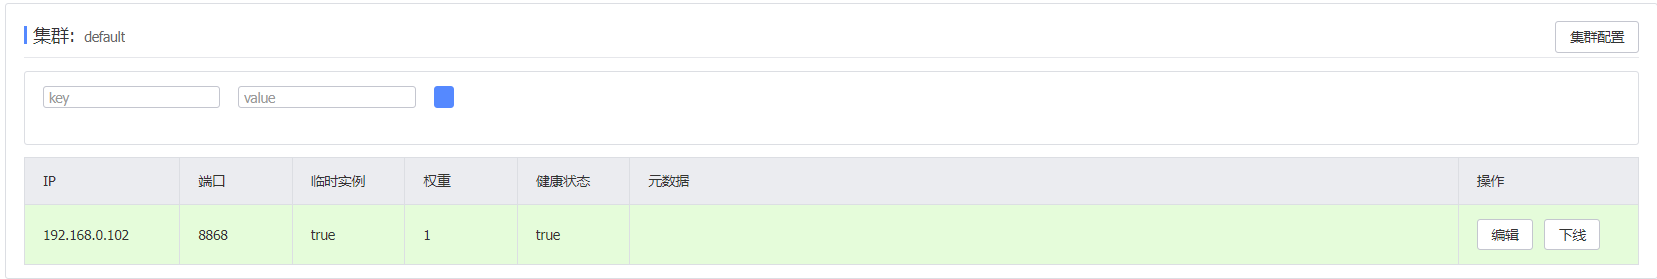 集群: default
集群配置
key value
IP 端口 临时实例 权重 健康状态 元数据 操作
192.168.0.102 8868 true 1 true 编辑 下线